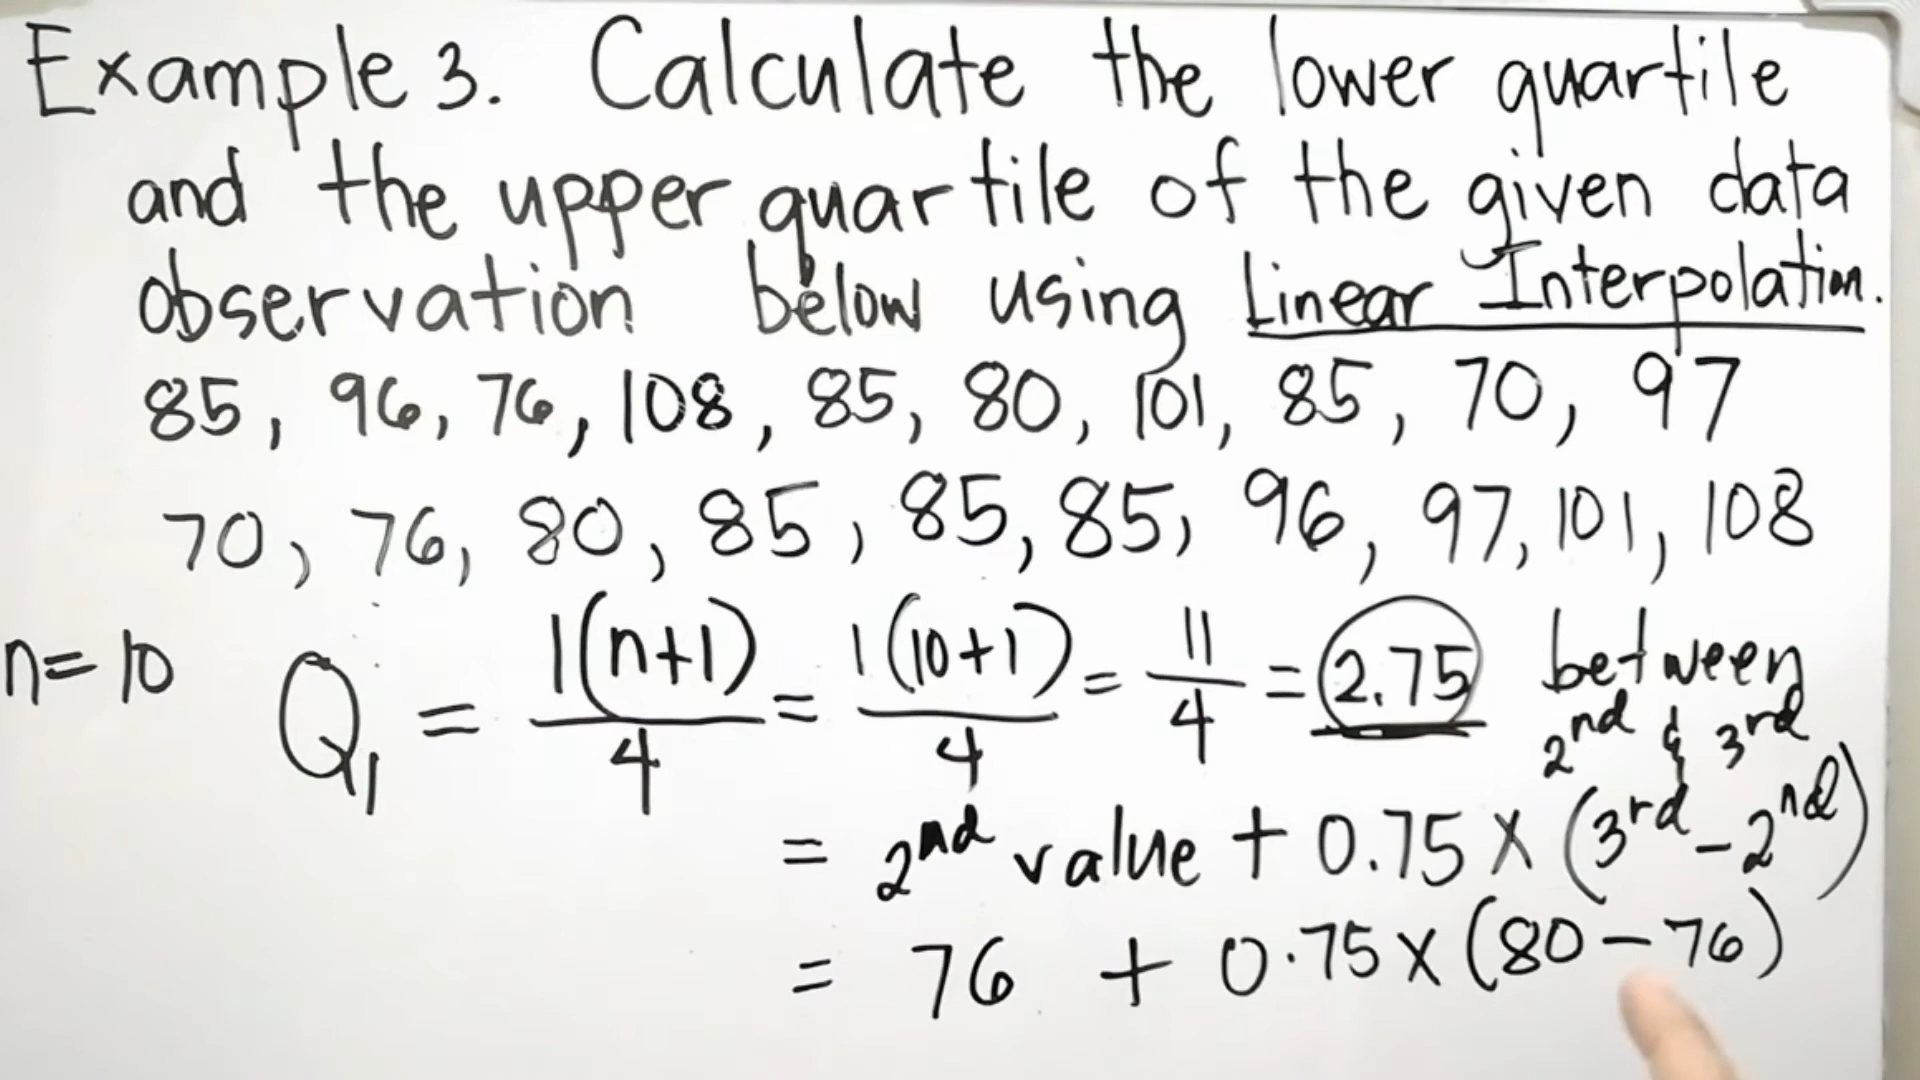 Example 3. Calculate the lower quartile
and the upper quartile of the given data
observation below using Linear Interpolation.
85, 96, 76, 108, 85, 80, 101, 85, 70, 97
70, 76, 80, 85, 85, 85, 96, 97, 101, 108
n=10 Q₁ = 1(n+1)/4 = 1(10+1)/4 = 11/4 = 2.75 between
2nd & 3rd
= 2nd value + 0.75 × (3rd - 2nd)
= 76 + 0.75 × (80 - 76)